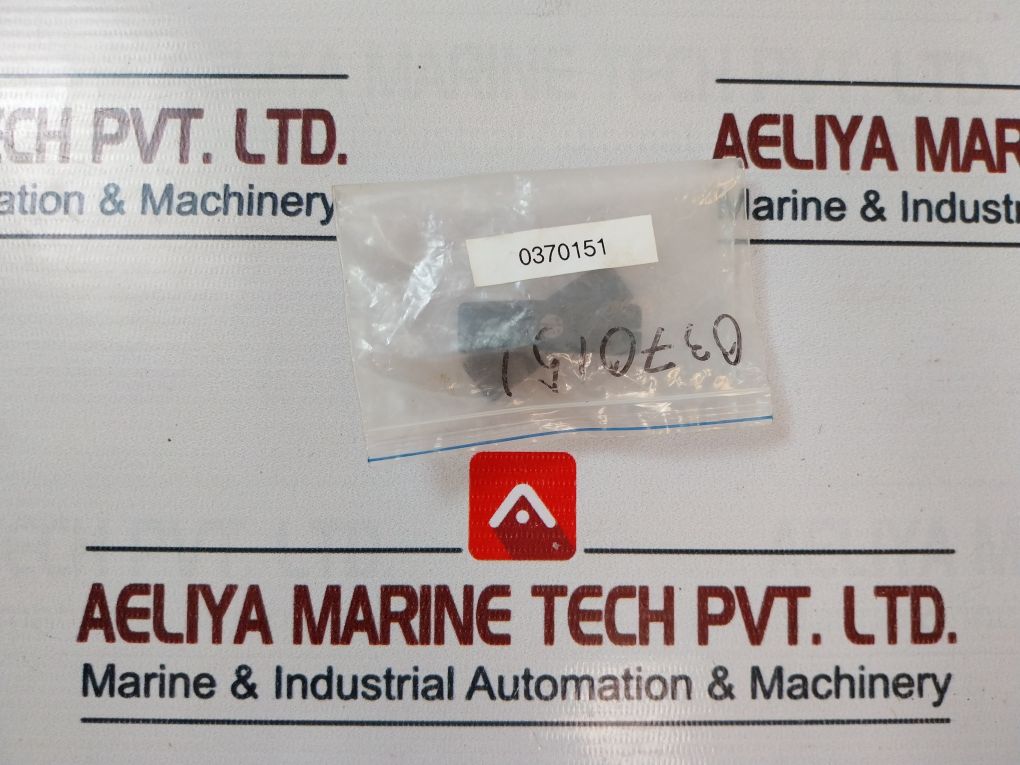 ECH PVT. LTD.
ation & Machinery
AELIYA MAR
Marine & Industr
0370151
0370151
AELIYA MARINE TECH PVT. LTD.
Marine & Industrial Automation & Machinery